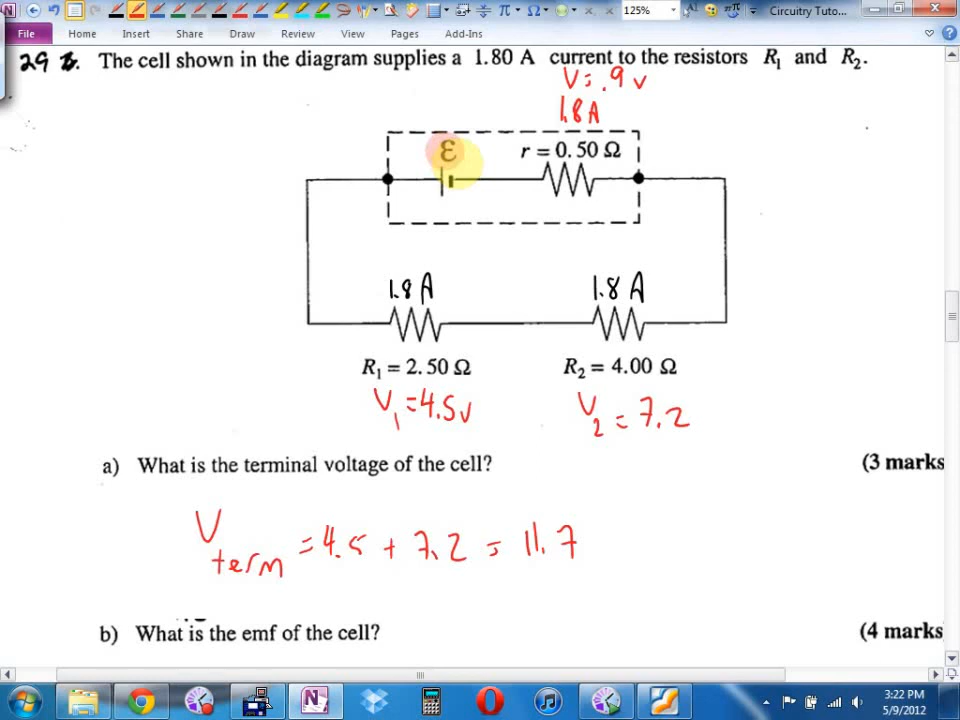 125%
Circuitry Tuto...
File Home Insert Share Draw Review View Pages Add-Ins
29 The cell shown in the diagram supplies a 1.80 A current to the resistors R₁ and R₂.
V = .9 v
1.8 A
ε r = 0.50 Ω
1.8 A 1.8 A
R₁ = 2.50 Ω R₂ = 4.00 Ω
V₁ = 4.5v V₂ = 7.2
a) What is the terminal voltage of the cell? (3 marks
V term = 4.5 + 7.2 = 11.7
b) What is the emf of the cell? (4 marks
3:22 PM
5/9/2012